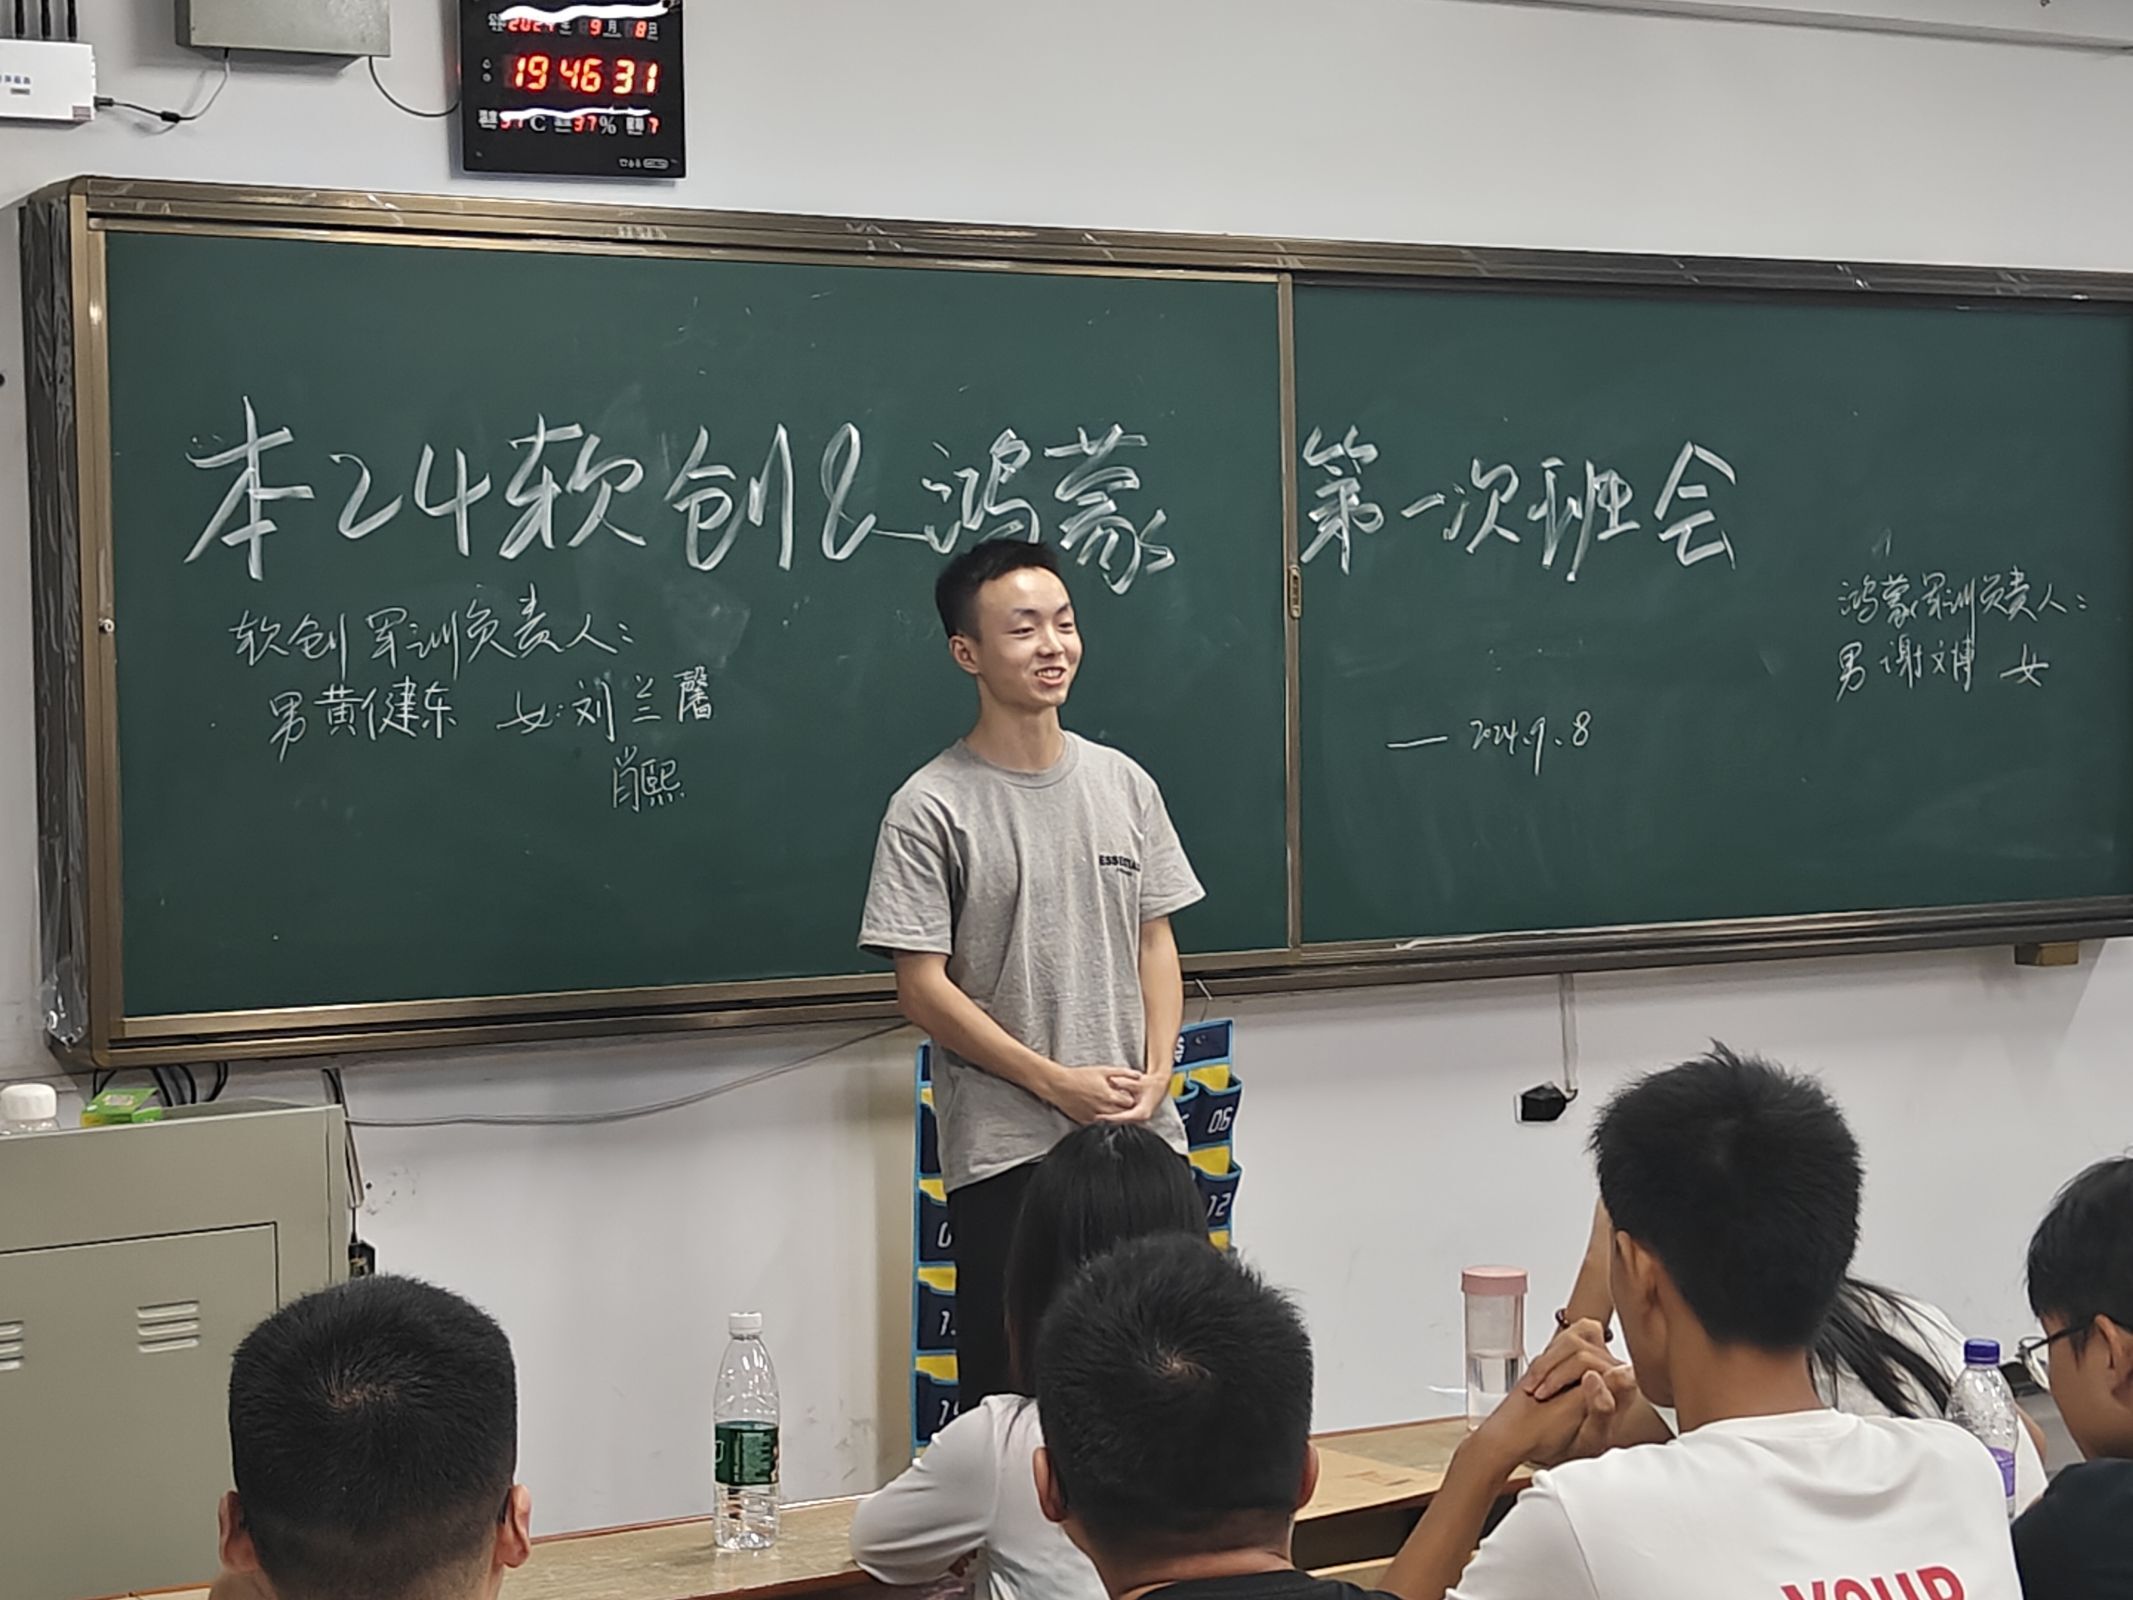 2024年 9月 8日
19 46 31
37% 7
本24软创&鸿蒙 第一次班会
软创军训负责人：
男黄健东 女：刘兰馨
肖熙
—— 2024.9.8
鸿蒙军训负责人：
男 谢文博 女
06
12
YOUR